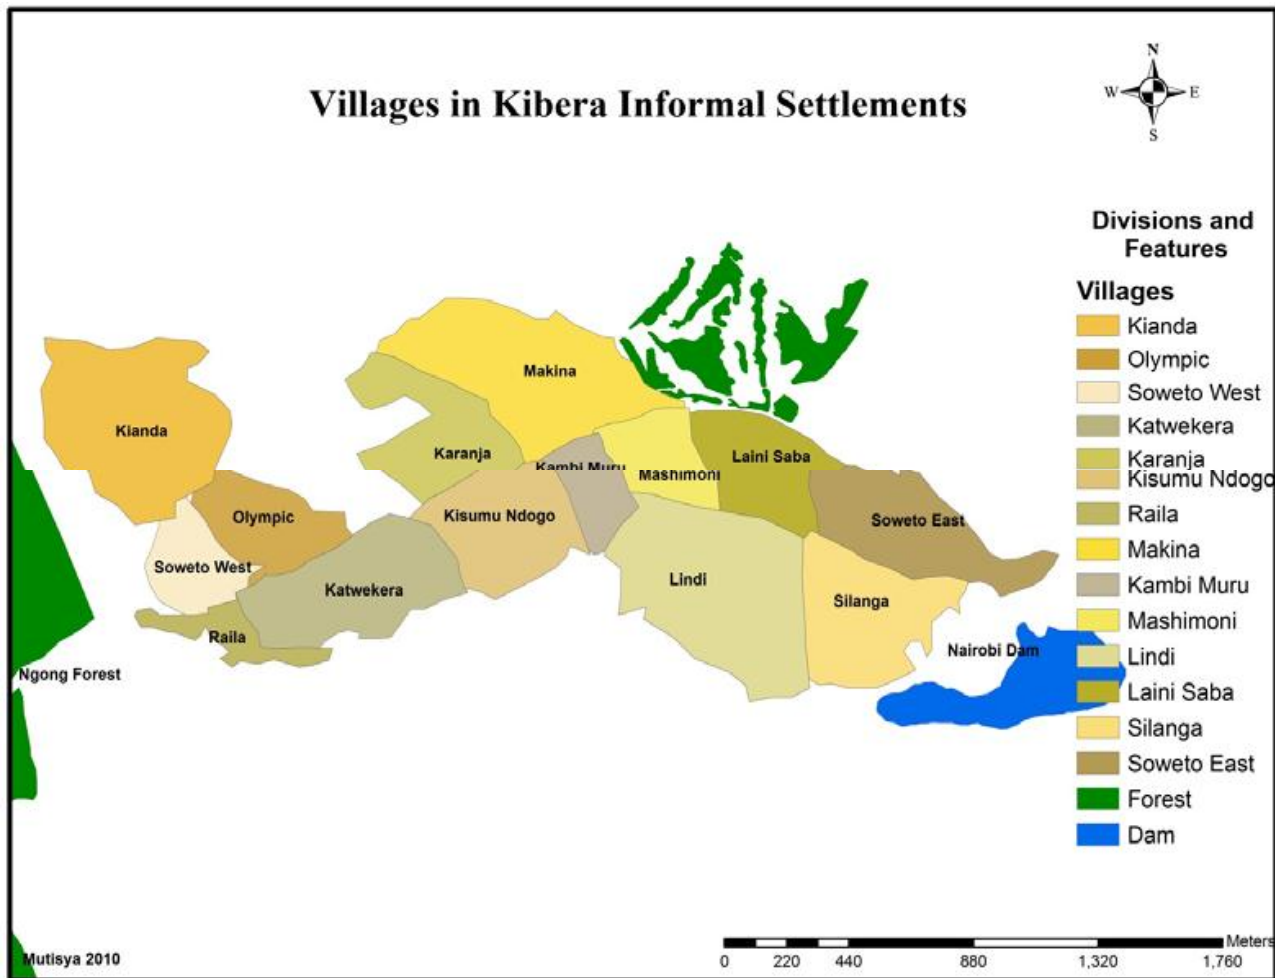 N
W E
S
Villages in Kibera Informal Settlements
Divisions and
Features
Villages
Kianda
Olympic
Soweto West
Katwekera
Karanja
Kisumu Ndogo
Raila
Makina
Kambi Muru
Mashimoni
Lindi
Laini Saba
Silanga
Soweto East
Forest
Dam
Makina
Kianda
Karanja
Kambi Muru
Mashimoni
Laini Saba
Olympic
Kisumu Ndogo
Soweto East
Soweto West
Katwekera
Lindi
Silanga
Raila
Nairobi Dam
Ngong Forest
Mutisya 2010
Meters
0 220 440 880 1,320 1,760